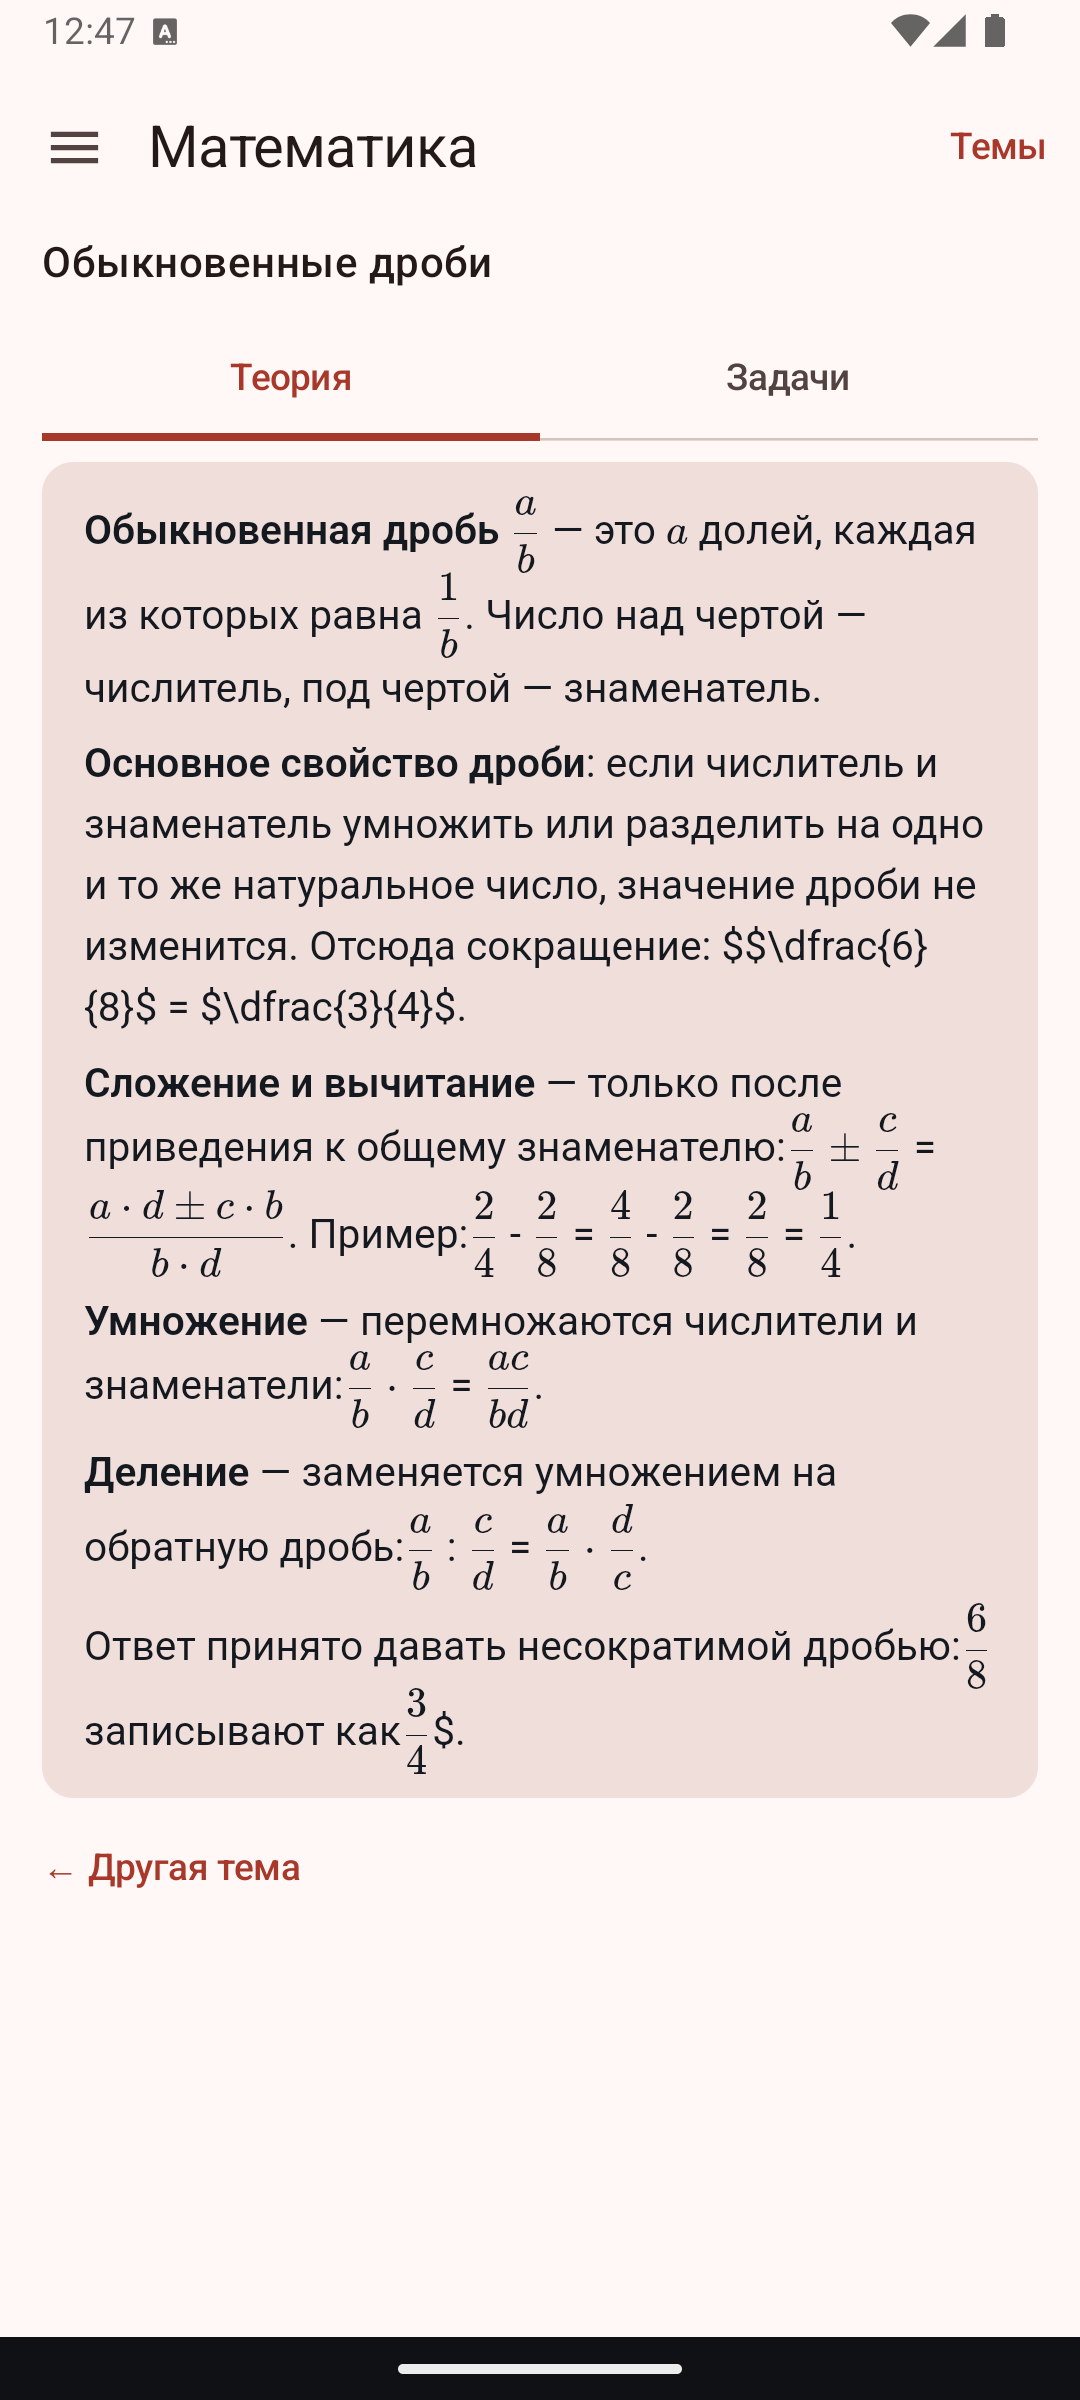 12:47
Математика
Темы
Обыкновенные дроби
Теория
Задачи
Обыкновенная дробь a/b — это a долей, каждая
из которых равна 1/b. Число над чертой —
числитель, под чертой — знаменатель.
Основное свойство дроби: если числитель и
знаменатель умножить или разделить на одно
и то же натуральное число, значение дроби не
изменится. Отсюда сокращение: $$\dfrac{6}
{8}$ = $\dfrac{3}{4}$.
Сложение и вычитание — только после
приведения к общему знаменателю: a/b ± c/d =
(a · d ± c · b)/(b · d). Пример: 2/4 - 2/8 = 4/8 - 2/8 = 2/8 = 1/4.
Умножение — перемножаются числители и
знаменатели: a/b · c/d = ac/bd.
Деление — заменяется умножением на
обратную дробь: a/b : c/d = a/b · d/c.
Ответ принято давать несократимой дробью: 6/8
записывают как 3/4$.
← Другая тема